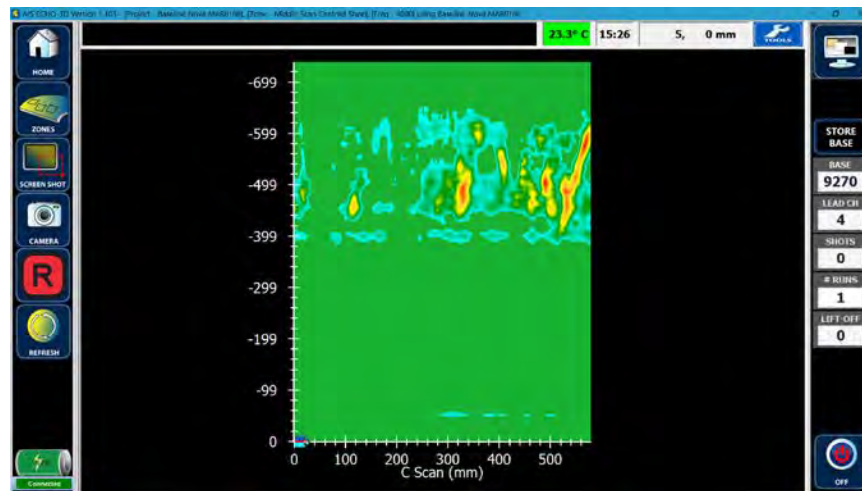 23.3° C
15:26
5, 0 mm
TOOLS
HOME
ZONES
SCREEN SHOT
CAMERA
R
REFRESH
Connected
-699
-599
-499
-399
-299
-199
-99
0
0 100 200 300 400 500
C Scan (mm)
STORE
BASE
BASE
9270
LEAD CH
4
SHOTS
0
# RUNS
1
LIFT-OFF
0
OFF